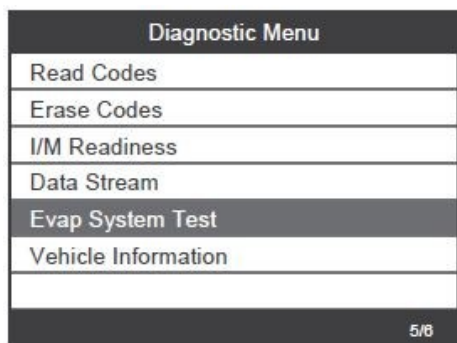 Diagnostic Menu
Read Codes
Erase Codes
I/M Readiness
Data Stream
Evap System Test
Vehicle Information
5/6